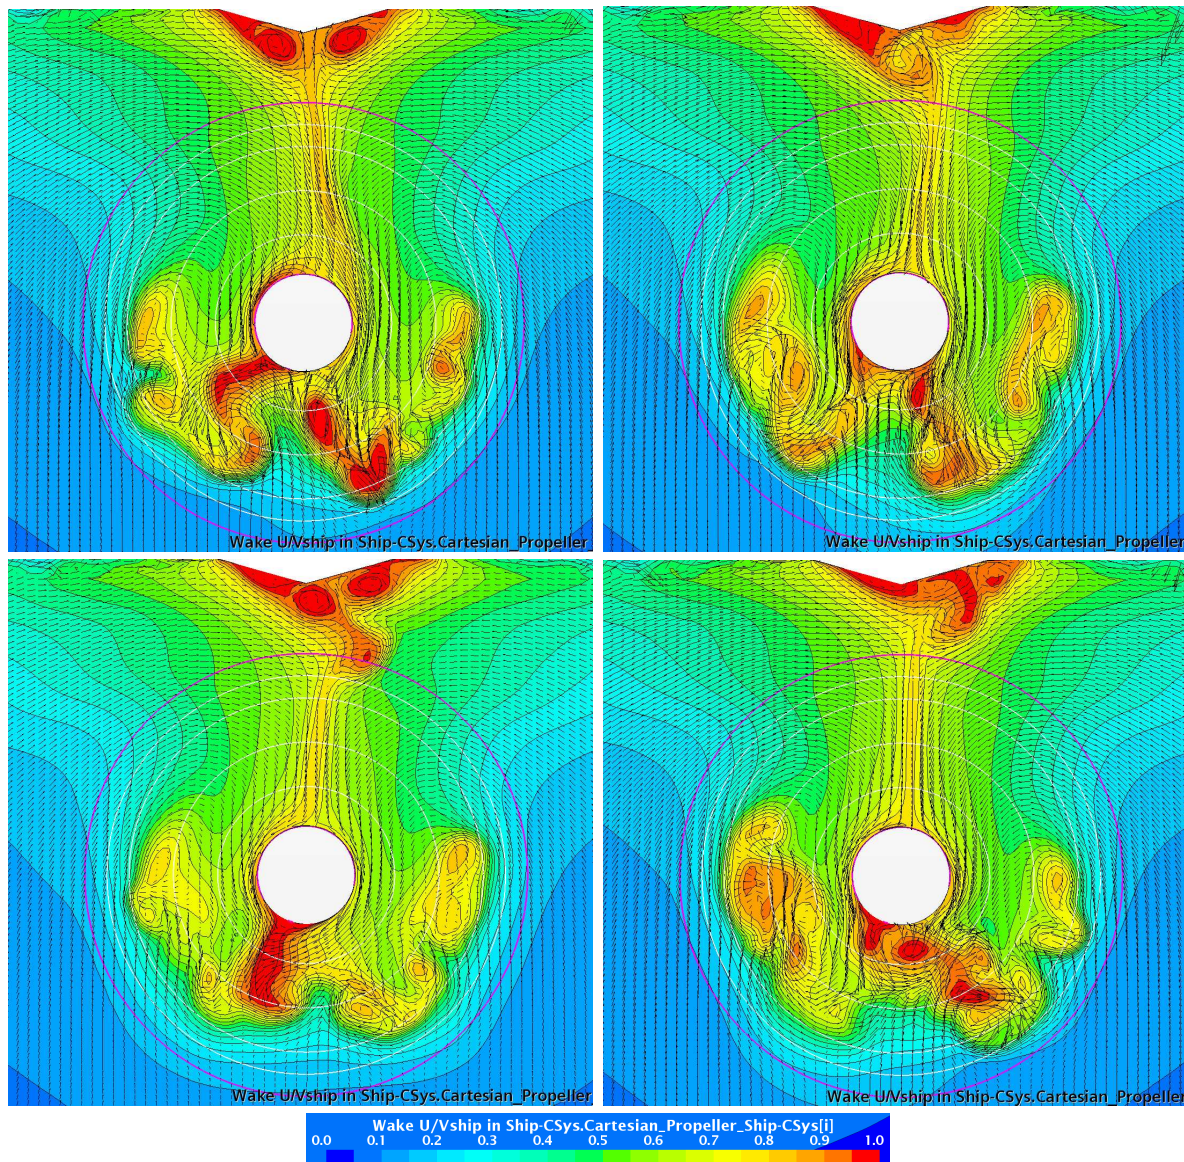 Wake U/Vship in Ship-CSys.Cartesian_Propeller
Wake U/Vship in Ship-CSys.Cartesian_Propeller
Wake U/Vship in Ship-CSys.Cartesian_Propeller
Wake U/Vship in Ship-CSys.Cartesian_Propeller
Wake U/Vship in Ship-CSys.Cartesian_Propeller_Ship-CSys[i]
0.0 0.1 0.2 0.3 0.4 0.5 0.6 0.7 0.8 0.9 1.0